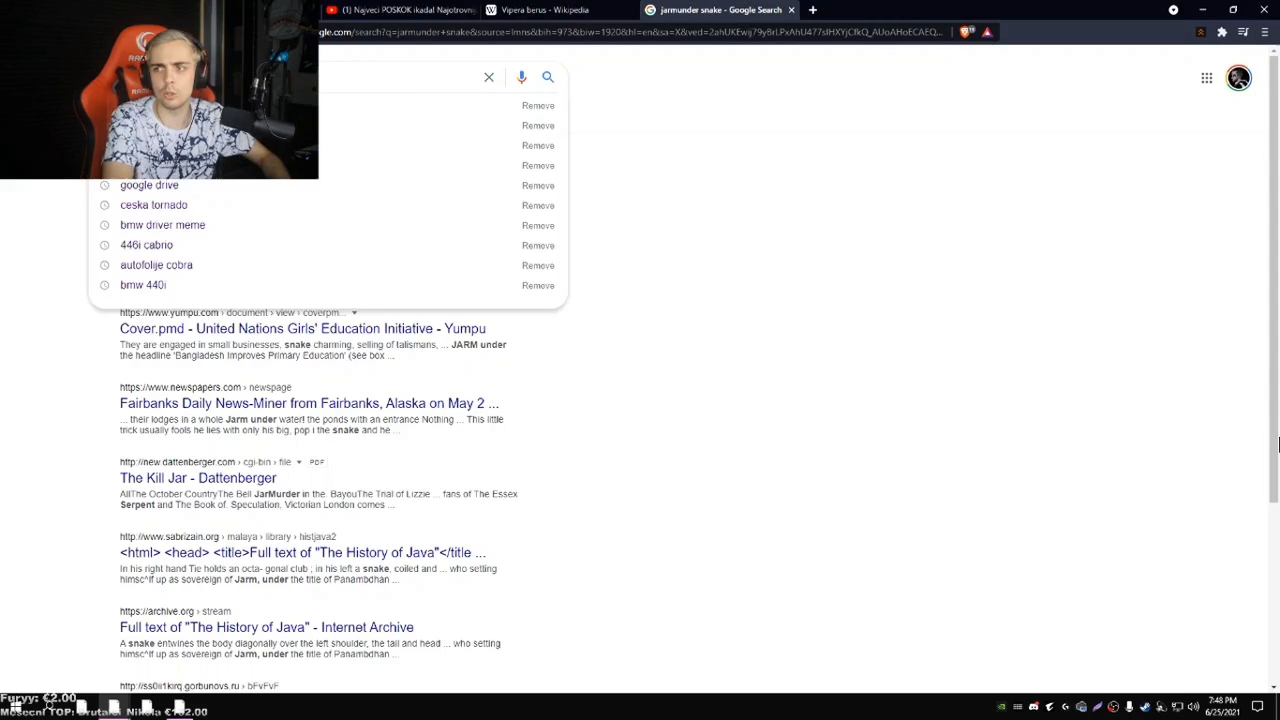 (1) Najveci POSKOK ikada! Najotrovni
Vipera berus - Wikipedia
jarmunder snake - Google Search
Remove
Remove
Remove
Remove
google drive Remove
ceska tornado Remove
bmw driver meme Remove
446i cabrio Remove
autofolije cobra Remove
bmw 440i Remove
https://www.yumpu.com › document › view › coverpm...
Cover.pmd - United Nations Girls' Education Initiative - Yumpu
They are engaged in small businesses, snake charming, selling of talismans, ... JARM under
the headline 'Bangladesh Improves Primary Education' (see box ...
https://www.newspapers.com › newspage
Fairbanks Daily News-Miner from Fairbanks, Alaska on May 2 ...
... their lodges in a whole Jarm under water! the ponds with an entrance Nothing ... This little
trick usually fools he lies with only his big, pop i the snake and he ...
http://new.dattenberger.com › cgi-bin › file PDF
The Kill Jar - Dattenberger
AllThe October CountryThe Bell JarMurder in the. BayouThe Trial of Lizzie ... fans of The Essex
Serpent and The Book of. Speculation, Victorian London comes ...
http://www.sabrizain.org › malaya › library › histjava2
<html> <head> <title>Full text of "The History of Java"</title ...
In his right hand Tie holds an octa- gonal club ; in his left a snake, coiled and ... who setting
himsc^lf up as sovereign of Jarm, under the title of Panambdhan ...
https://archive.org › stream
Full text of "The History of Java" - Internet Archive
A snake entwines the body diagonally over the left shoulder, the tail and head ... who setting
himsc^lf up as sovereign of Jarm, under the title of Panambdhan ...
Furyy: €2.00
7:48 PM
6/25/2021